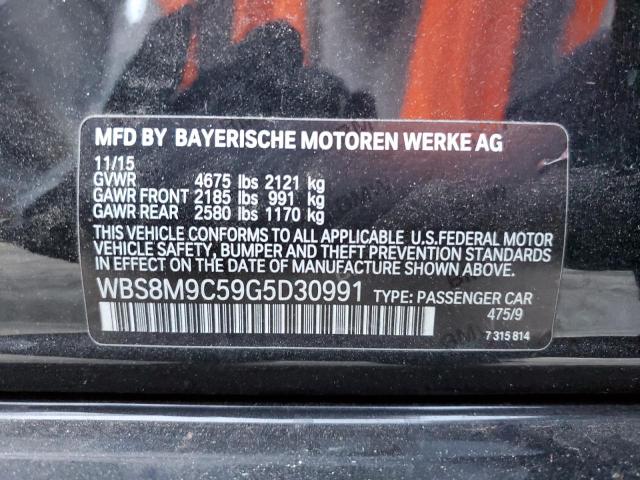 MFD BY BAYERISCHE MOTOREN WERKE AG
11/15
GVWR 4675 lbs 2121 kg
GAWR FRONT 2185 lbs 991 kg
GAWR REAR 2580 lbs 1170 kg
THIS VEHICLE CONFORMS TO ALL APPLICABLE U.S.FEDERAL MOTOR
VEHICLE SAFETY, BUMPER AND THEFT PREVENTION STANDARDS IN
EFFECT ON THE DATE OF MANUFACTURE SHOWN ABOVE.
WBS8M9C59G5D30991 TYPE: PASSENGER CAR
475/9
7 315 814